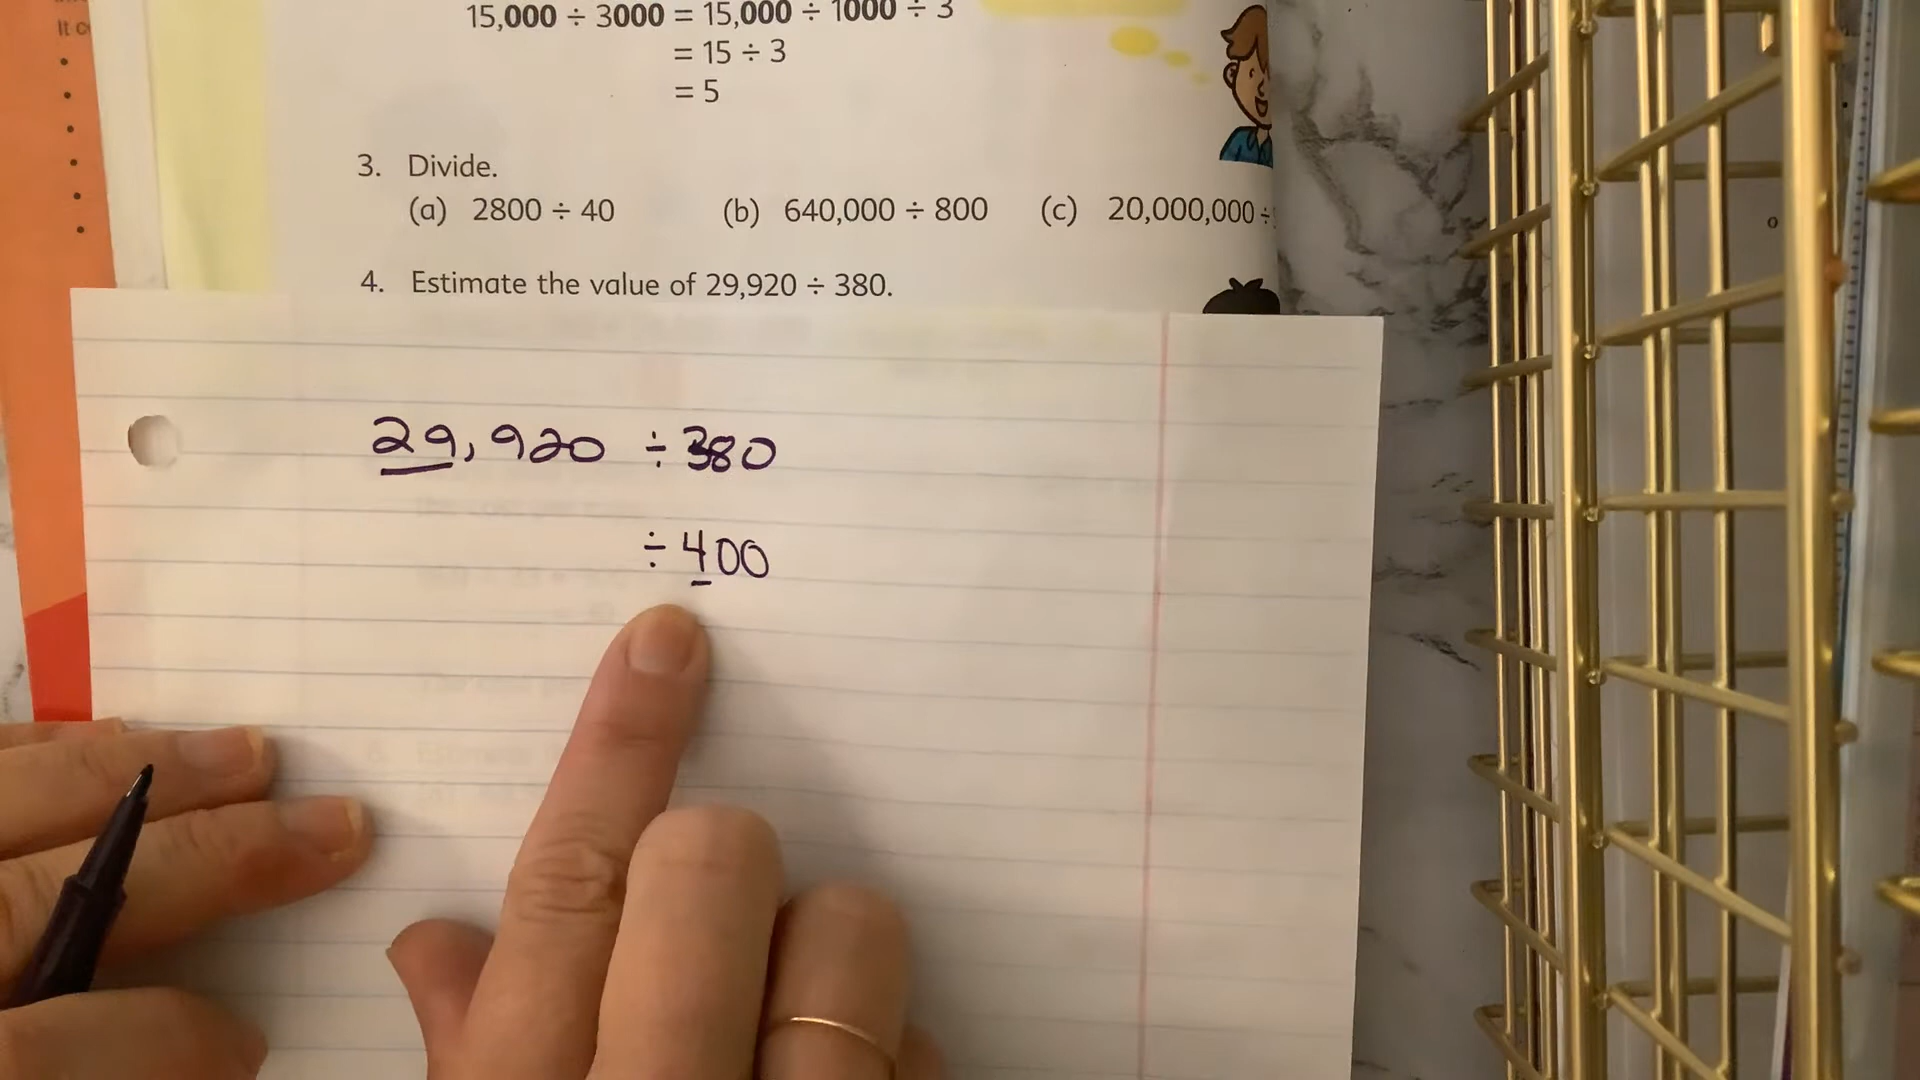 It
15,000 ÷ 3000 = 15,000 ÷ 1000 ÷ 3
= 15 ÷ 3
= 5
3. Divide.
(a) 2800 ÷ 40 (b) 640,000 ÷ 800 (c) 20,000,000 ÷
4. Estimate the value of 29,920 ÷ 380.
29,920 ÷ 380
÷ 400